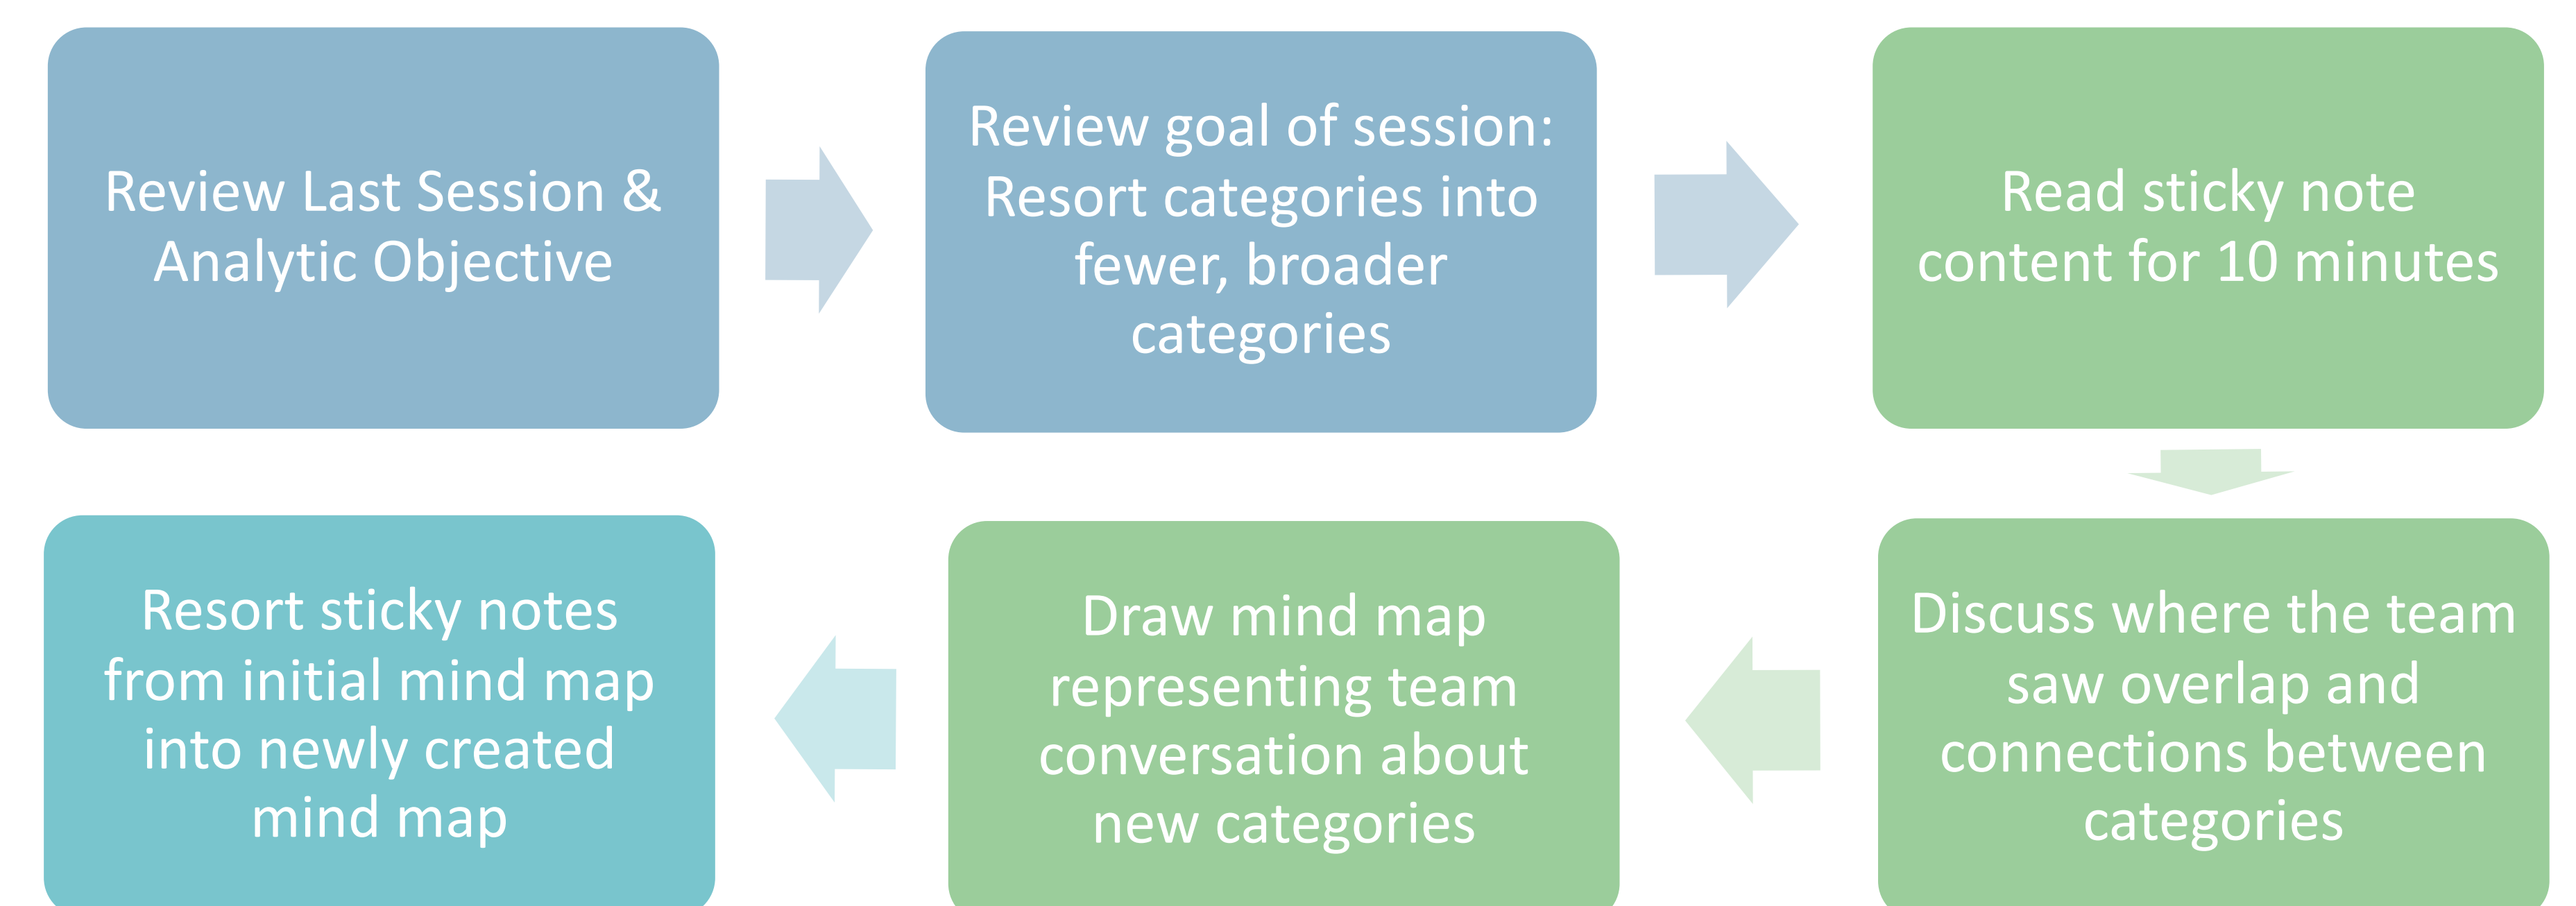 Review Last Session &
Analytic Objective
Review goal of session:
Resort categories into
fewer, broader
categories
Read sticky note
content for 10 minutes
Discuss where the team
saw overlap and
connections between
categories
Draw mind map
representing team
conversation about
new categories
Resort sticky notes
from initial mind map
into newly created
mind map